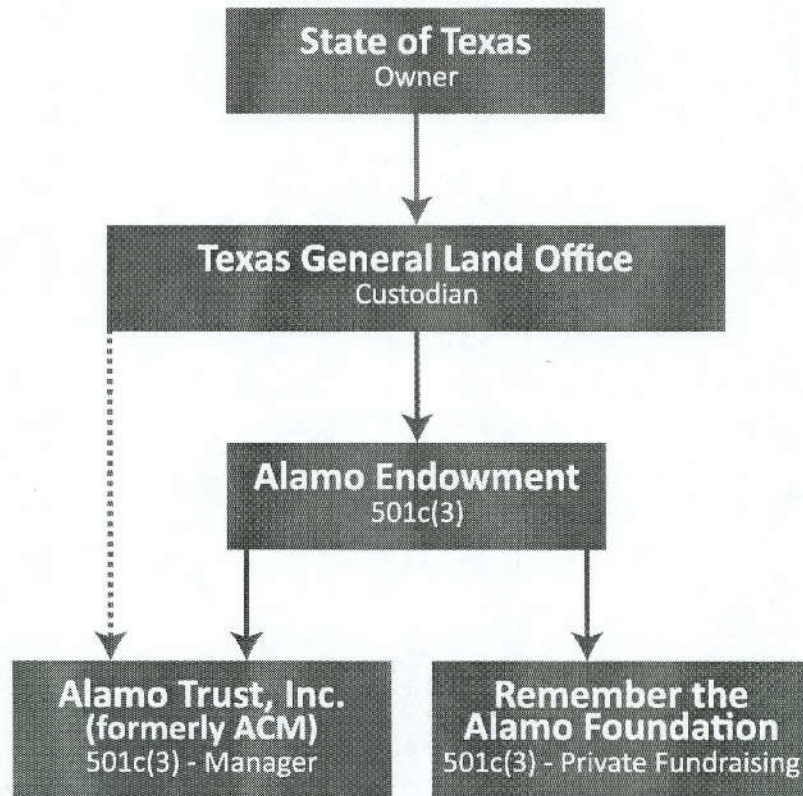 State of Texas
Owner
Texas General Land Office
Custodian
Alamo Endowment
501c(3)
Alamo Trust, Inc.
(formerly ACM)
501c(3) - Manager
Remember the
Alamo Foundation
501c(3) - Private Fundraising